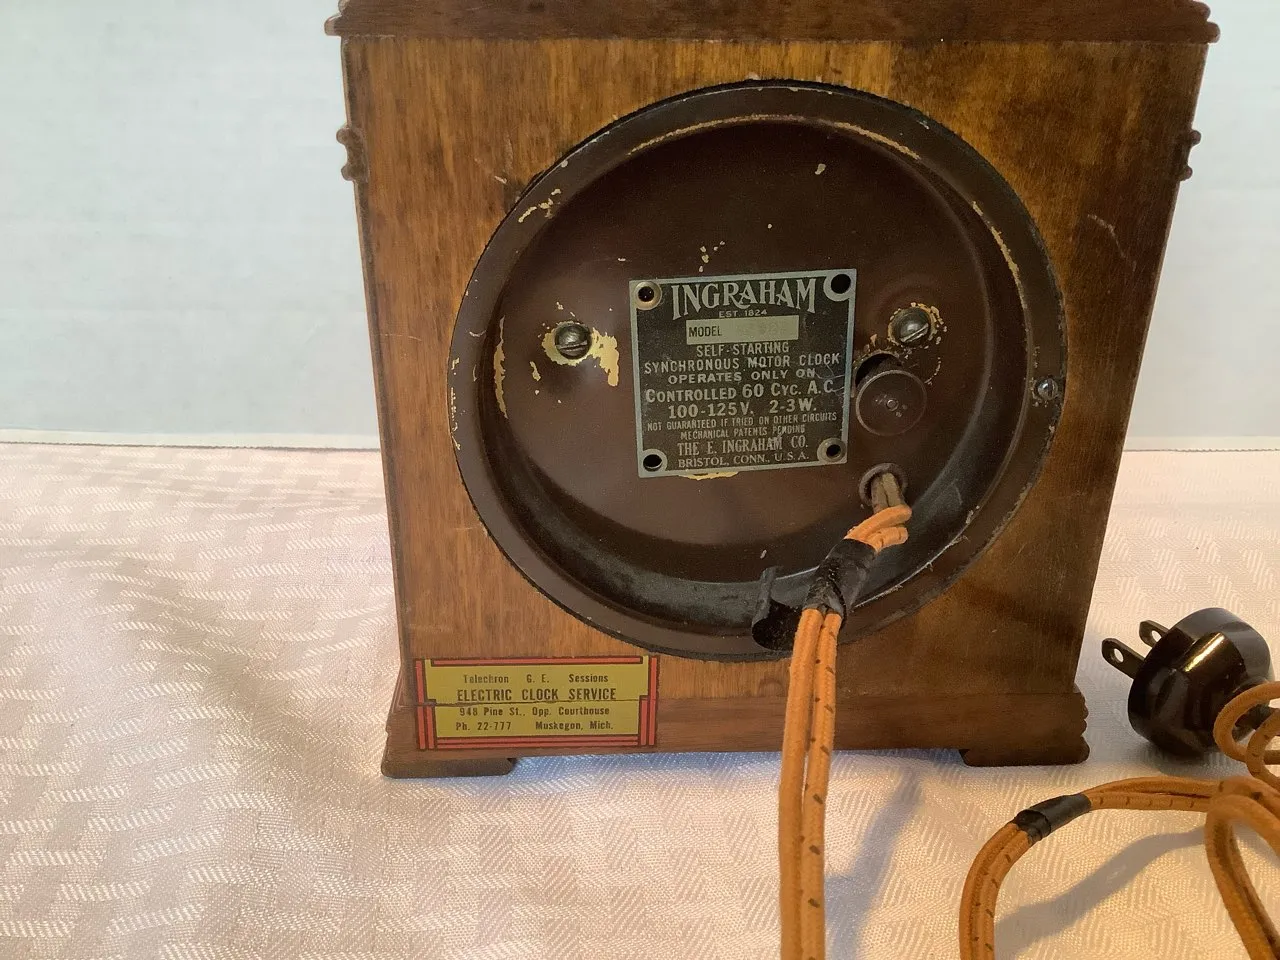 INGRAHAM
EST. 1824
MODEL
SELF-STARTING
SYNCHRONOUS MOTOR CLOCK
OPERATES ONLY ON
CONTROLLED 60 CYC. A.C.
100-125V. 2-3W.
NOT GUARANTEED IF TRIED ON OTHER CIRCUITS
MECHANICAL PATENTS PENDING
THE E. INGRAHAM CO.
BRISTOL, CONN., U.S.A.
Telechron G. E. Sessions
ELECTRIC CLOCK SERVICE
948 Pine St., Opp. Courthouse
Ph. 22-777 Muskegon, Mich.